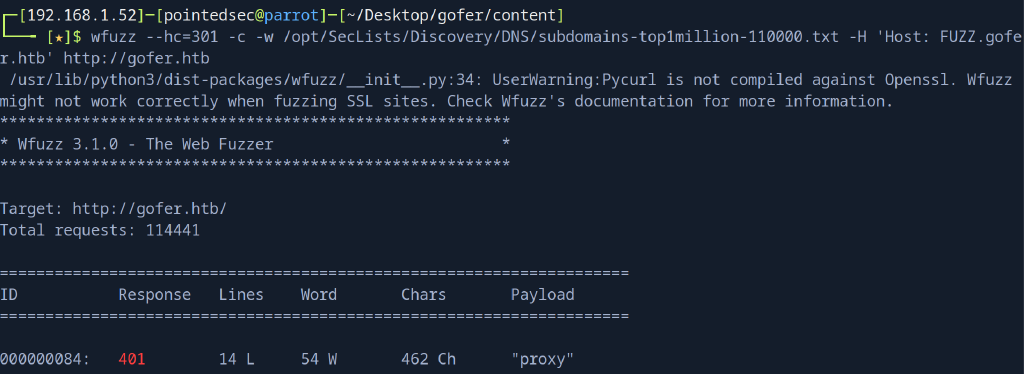 ┌─[192.168.1.52]─[pointedsec@parrot]─[~/Desktop/gofer/content]
└──╼ [★]$ wfuzz --hc=301 -c -w /opt/SecLists/Discovery/DNS/subdomains-top1million-110000.txt -H 'Host: FUZZ.gofe
r.htb' http://gofer.htb
 /usr/lib/python3/dist-packages/wfuzz/__init__.py:34: UserWarning:Pycurl is not compiled against Openssl. Wfuzz
might not work correctly when fuzzing SSL sites. Check Wfuzz's documentation for more information.
********************************************************
* Wfuzz 3.1.0 - The Web Fuzzer                         *
********************************************************

Target: http://gofer.htb/
Total requests: 114441

=====================================================================
ID           Response   Lines    Word       Chars       Payload
=====================================================================

000000084:   401        14 L     54 W       462 Ch      "proxy"